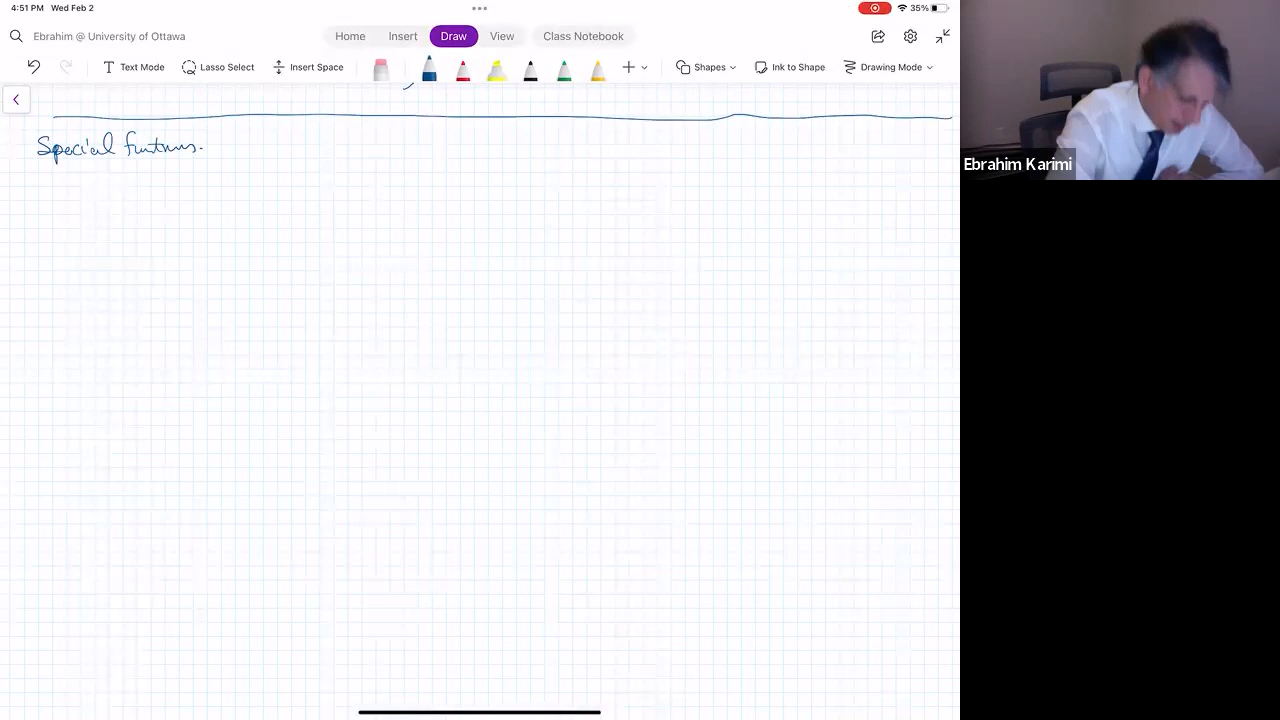 4:51 PM Wed Feb 2
35%
Ebrahim @ University of Ottawa
Home Insert Draw View Class Notebook
Text Mode Lasso Select Insert Space Shapes Ink to Shape Drawing Mode
Special functions.
Ebrahim Karimi